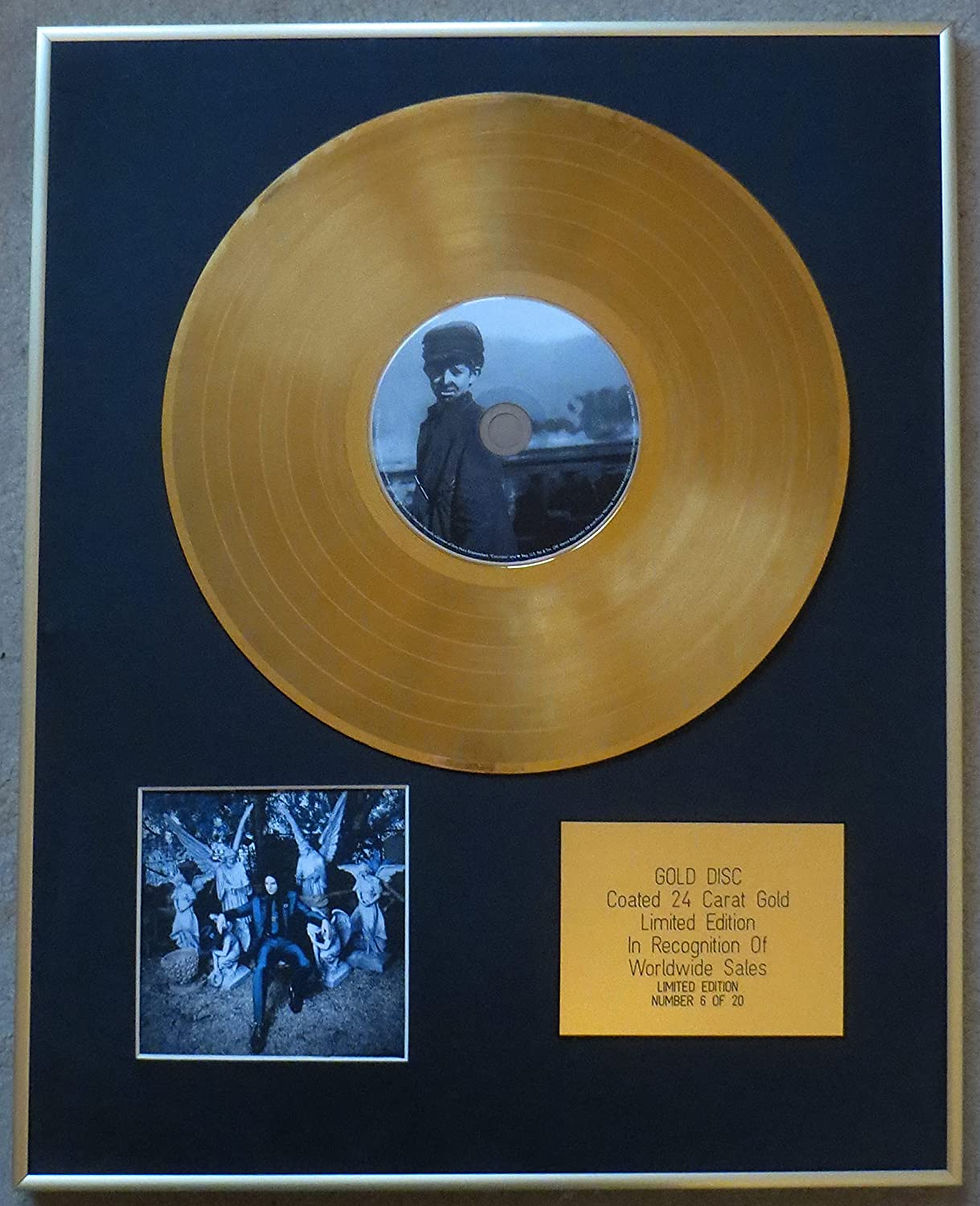 GOLD DISC
Coated 24 Carat Gold
Limited Edition
In Recognition Of
Worldwide Sales
LIMITED EDITION
NUMBER 6 OF 20